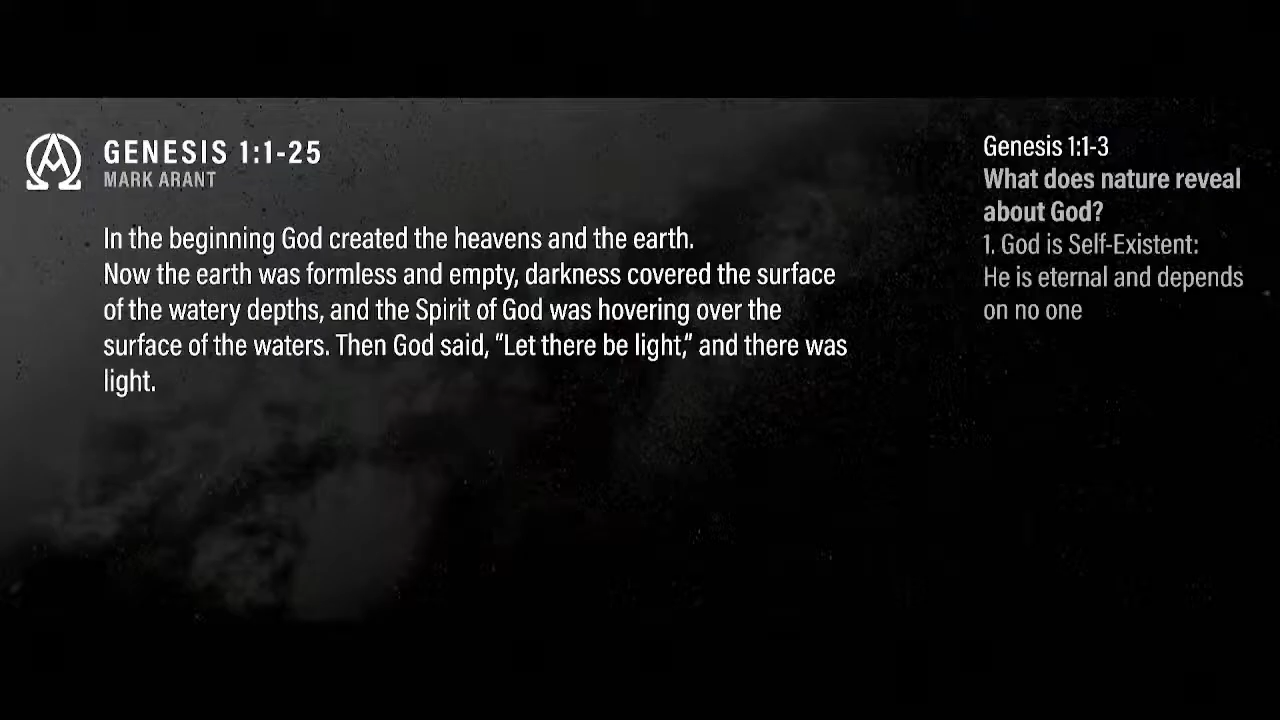 GENESIS 1:1-25
MARK ARANT
In the beginning God created the heavens and the earth.
Now the earth was formless and empty, darkness covered the surface
of the watery depths, and the Spirit of God was hovering over the
surface of the waters. Then God said, "Let there be light," and there was
light.
Genesis 1:1-3
What does nature reveal
about God?
1. God is Self-Existent:
He is eternal and depends
on no one